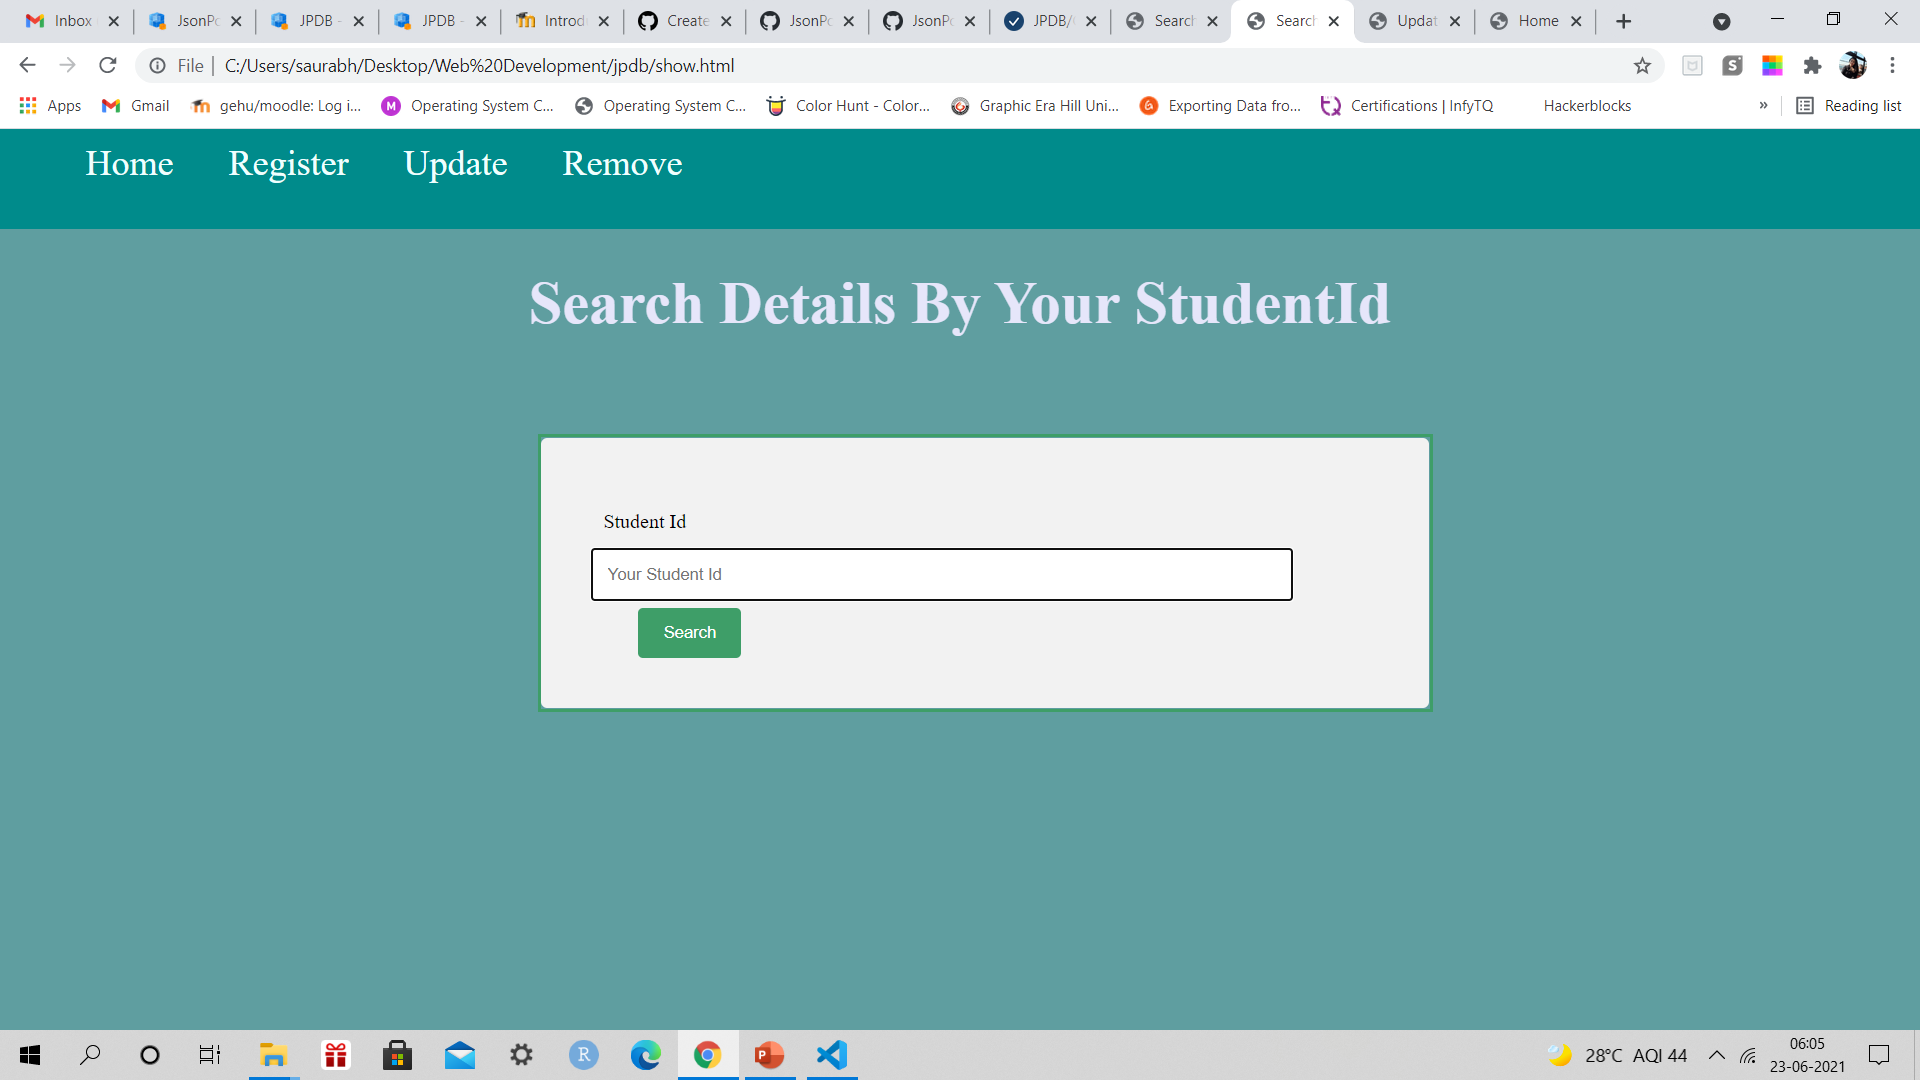 Inbox
JsonPo
JPDB -
JPDB -
Introd
Create
JsonPo
JsonPo
JPDB/
Search
Search
Updat
Home
File | C:/Users/saurabh/Desktop/Web%20Development/jpdb/show.html
Apps
Gmail
gehu/moodle: Log i...
Operating System C...
Operating System C...
Color Hunt - Color...
Graphic Era Hill Uni...
Exporting Data fro...
Certifications | InfyTQ
Hackerblocks
»
Reading list
Home Register Update Remove
Search Details By Your StudentId
Student Id
Your Student Id
Search
28°C AQI 44
06:05
23-06-2021